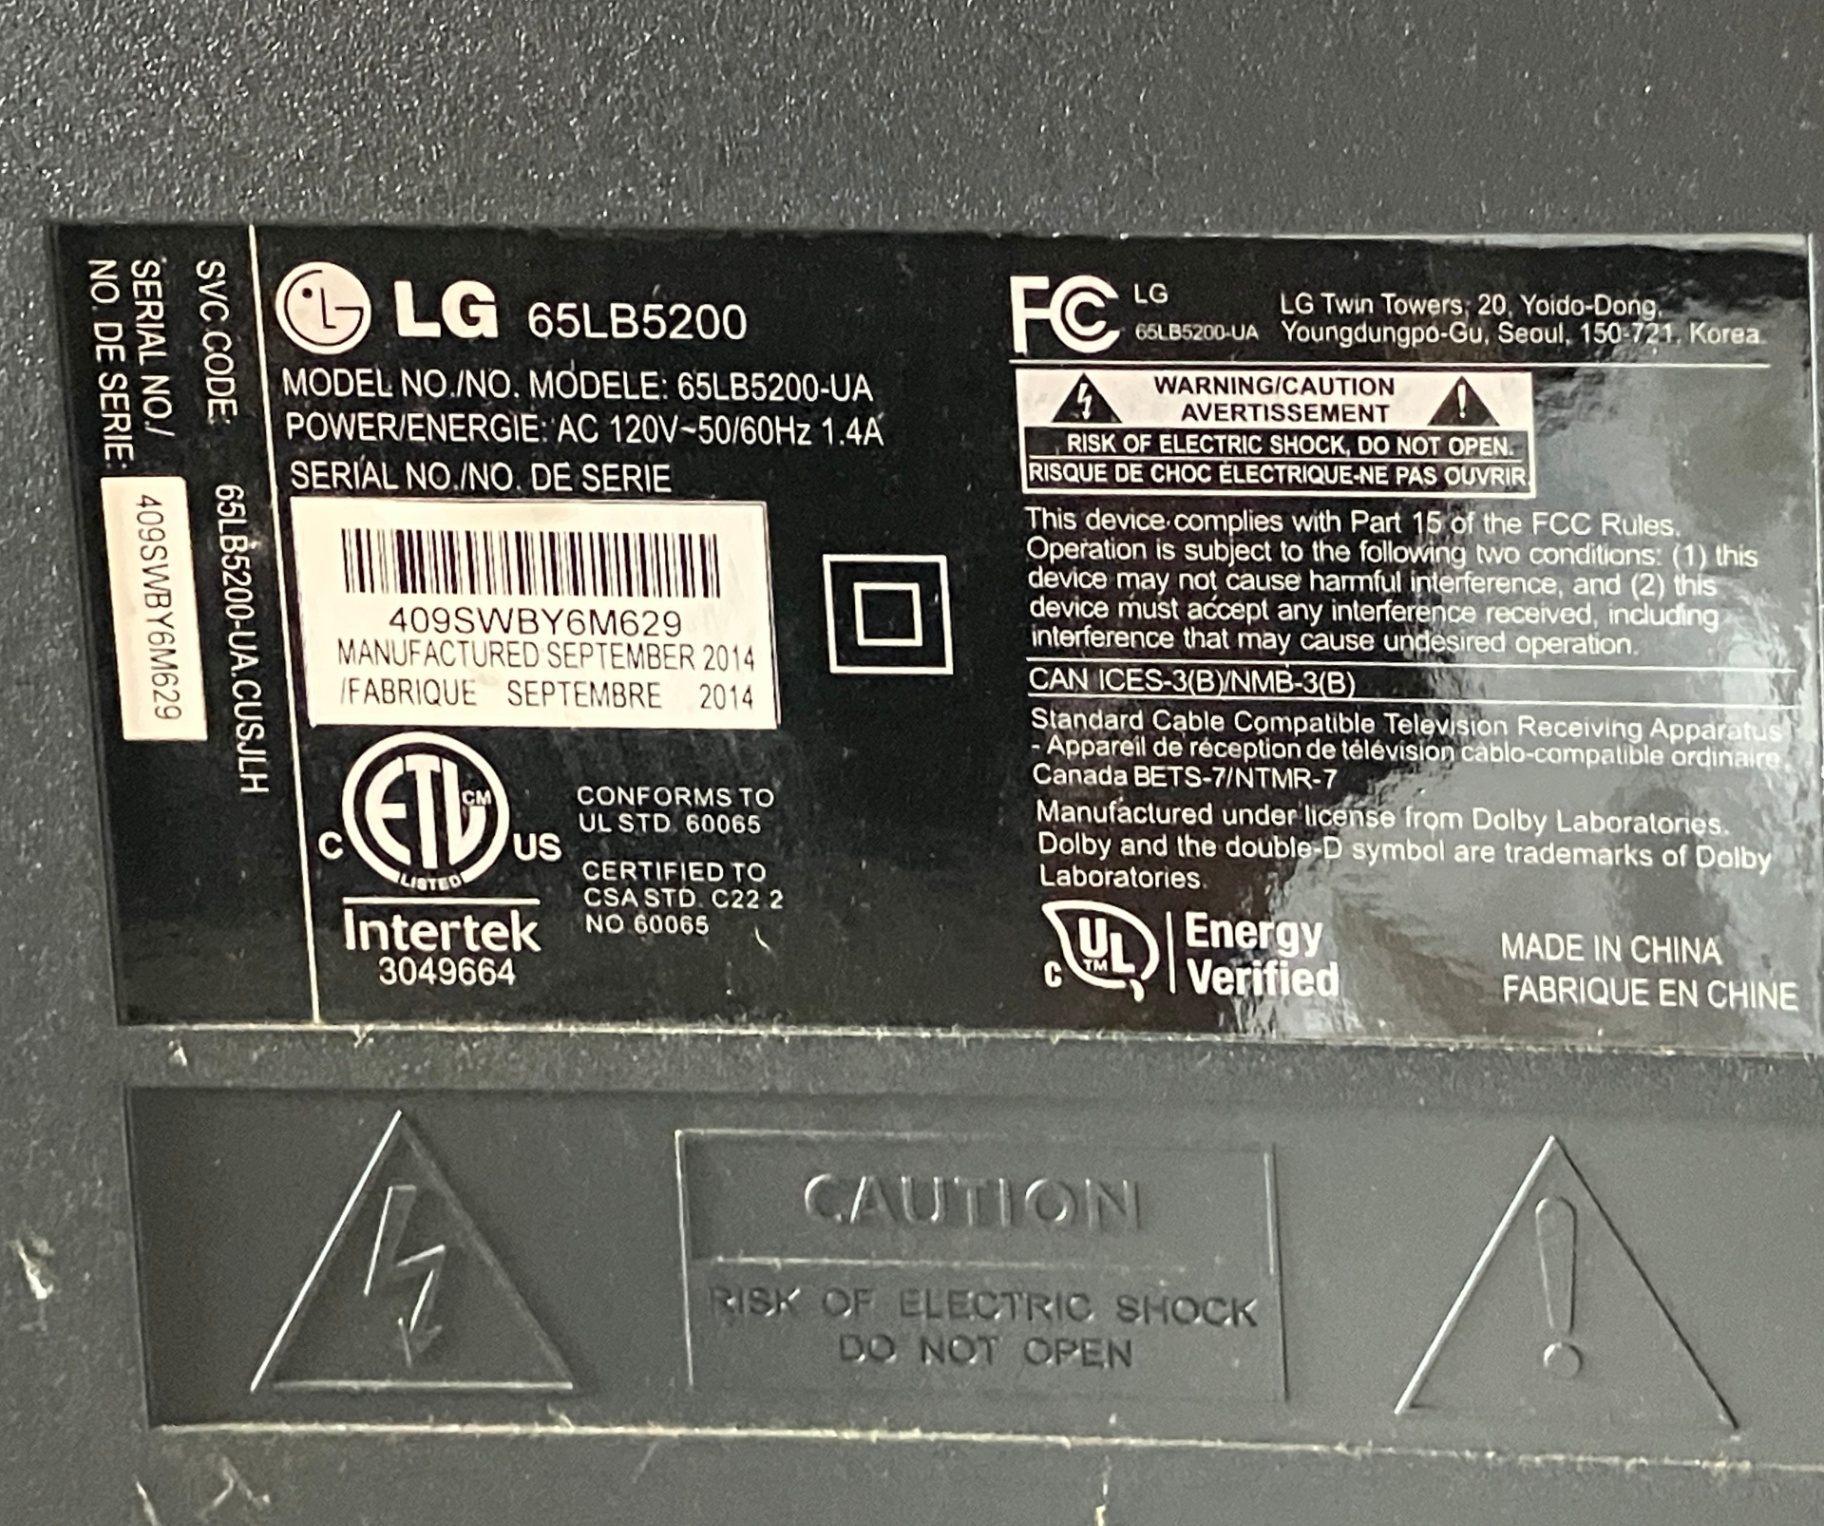 SVC.CODE: 65LB5200-UA.CUSJLH
SERIAL NO./
NO. DE SERIE: 409SWBY6M629
LG 65LB5200
MODEL NO./NO. MODELE: 65LB5200-UA
POWER/ENERGIE: AC 120V~50/60Hz 1.4A
SERIAL NO./NO. DE SERIE
409SWBY6M629
MANUFACTURED SEPTEMBER 2014
/FABRIQUE SEPTEMBRE 2014
ETL CM
LISTED
C US
Intertek
3049664
CONFORMS TO
UL STD. 60065
CERTIFIED TO
CSA STD. C22.2
NO 60065
FC LG
65LB5200-UA
LG Twin Towers, 20, Yoido-Dong,
Youngdungpo-Gu, Seoul, 150-721, Korea.
WARNING/CAUTION
AVERTISSEMENT
RISK OF ELECTRIC SHOCK, DO NOT OPEN.
RISQUE DE CHOC ÉLECTRIQUE-NE PAS OUVRIR.
This device complies with Part 15 of the FCC Rules.
Operation is subject to the following two conditions: (1) this
device may not cause harmful interference, and (2) this
device must accept any interference received, including
interference that may cause undesired operation.
CAN ICES-3(B)/NMB-3(B)
Standard Cable Compatible Television Receiving Apparatus
- Appareil de réception de télévision câblo-compatible ordinaire,
Canada BETS-7/NTMR-7
Manufactured under license from Dolby Laboratories.
Dolby and the double-D symbol are trademarks of Dolby
Laboratories.
C UL TM
Energy
Verified
MADE IN CHINA
FABRIQUE EN CHINE
CAUTION
RISK OF ELECTRIC SHOCK
DO NOT OPEN